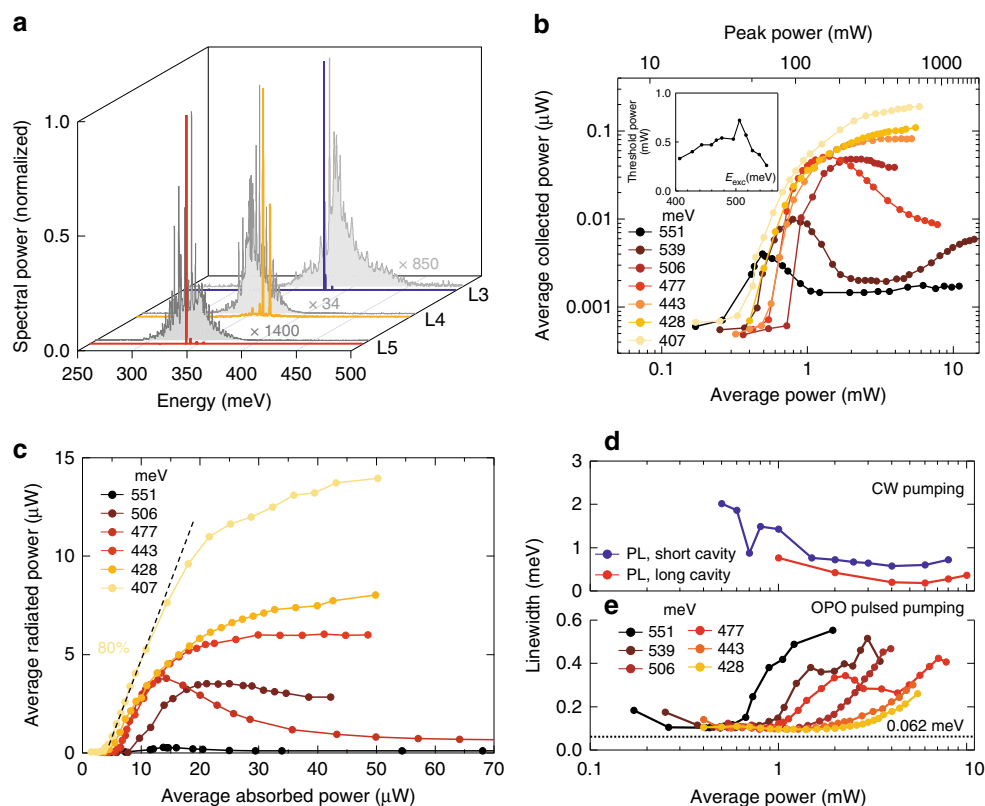 a
Spectral power (normalized)
1.0
0.5
0.0
250
300
350
400
450
500
Energy (meV)
× 850
L3
× 34
L4
× 1400
L5
b
Peak power (mW)
10
100
1000
Average collected power (µW)
0.1
0.01
0.001
Threshold power
(mW)
1.0
0.5
0.0
400
500
Eexc(meV)
meV
551
539
506
477
443
428
407
0.1
1
10
Average power (mW)
c
Average radiated power (µW)
15
10
5
0
meV
551
506
477
443
428
407
80%
0
10
20
30
40
50
60
70
Average absorbed power (µW)
d
3
2
1
0
CW pumping
PL, short cavity
PL, long cavity
Linewidth (meV)
e
OPO pulsed pumping
0.6
0.4
0.2
0.0
meV
551
539
506
477
443
428
0.062 meV
0.1
1
10
Average power (mW)